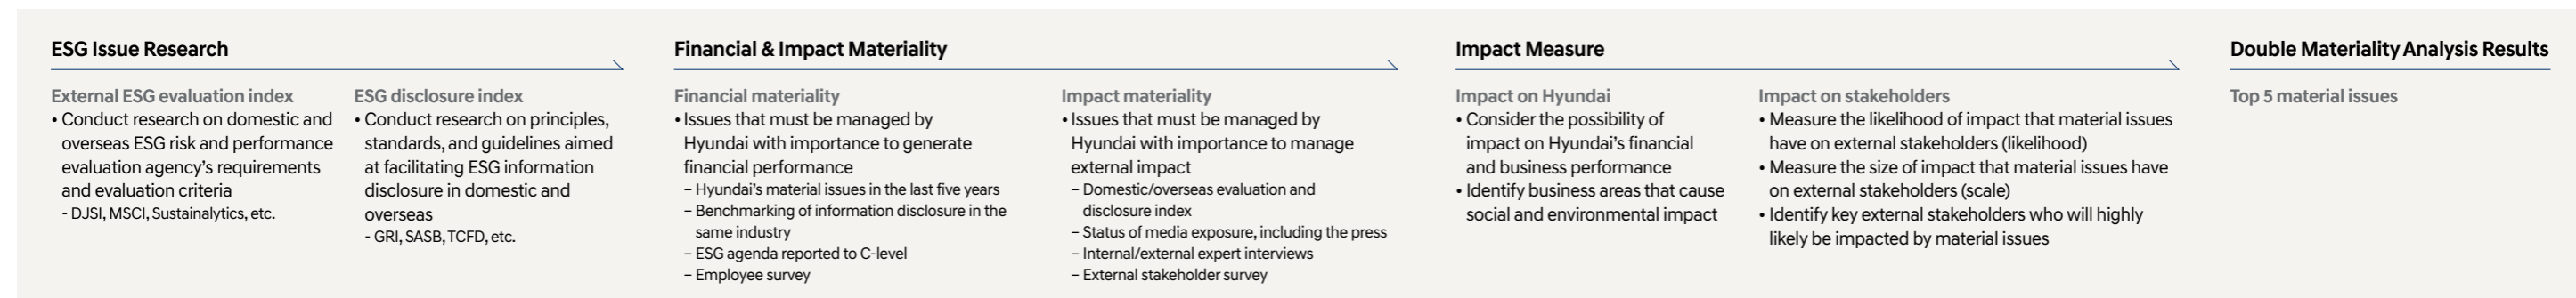 ESG Issue Research
External ESG evaluation index
• Conduct research on domestic and
overseas ESG risk and performance
evaluation agency's requirements
and evaluation criteria
- DJSI, MSCI, Sustainalytics, etc.
ESG disclosure index
• Conduct research on principles,
standards, and guidelines aimed
at facilitating ESG information
disclosure in domestic and
overseas
- GRI, SASB, TCFD, etc.
Financial & Impact Materiality
Financial materiality
• Issues that must be managed by
Hyundai with importance to generate
financial performance
– Hyundai's material issues in the last five years
– Benchmarking of information disclosure in the
same industry
– ESG agenda reported to C-level
– Employee survey
Impact materiality
• Issues that must be managed by
Hyundai with importance to manage
external impact
– Domestic/overseas evaluation and
disclosure index
– Status of media exposure, including the press
– Internal/external expert interviews
– External stakeholder survey
Impact Measure
Impact on Hyundai
• Consider the possibility of
impact on Hyundai's financial
and business performance
• Identify business areas that cause
social and environmental impact
Impact on stakeholders
• Measure the likelihood of impact that material issues
have on external stakeholders (likelihood)
• Measure the size of impact that material issues have
on external stakeholders (scale)
• Identify key external stakeholders who will highly
likely be impacted by material issues
Double Materiality Analysis Results
Top 5 material issues